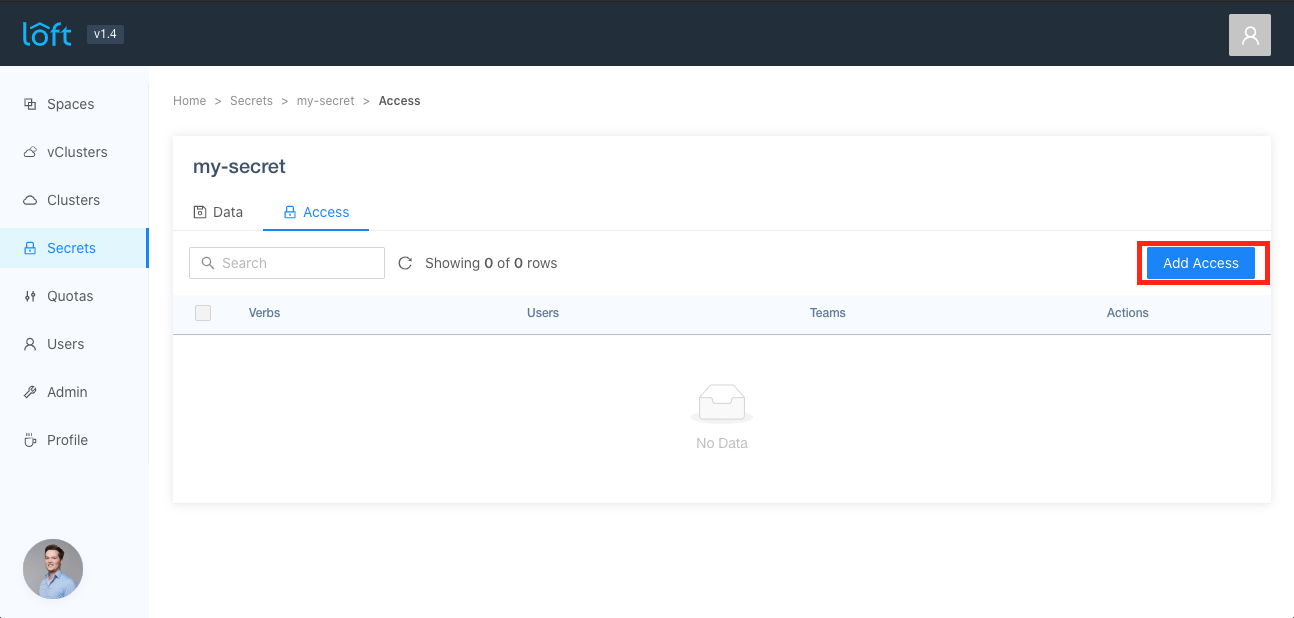 loft v1.4
Spaces
vClusters
Clusters
Secrets
Quotas
Users
Admin
Profile
Home > Secrets > my-secret > Access
my-secret
Data Access
Search Showing 0 of 0 rows Add Access
Verbs Users Teams Actions
No Data